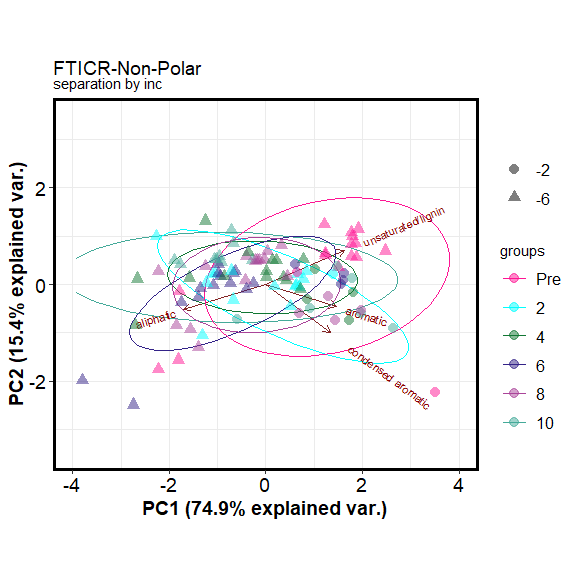 FTICR-Non-Polar
separation by inc
PC2 (15.4% explained var.)
2
0
-2
-4
-2
0
2
4
PC1 (74.9% explained var.)
unsaturated/lignin
aromatic
aliphatic
condensed aromatic
-2
-6
groups
Pre
2
4
6
8
10